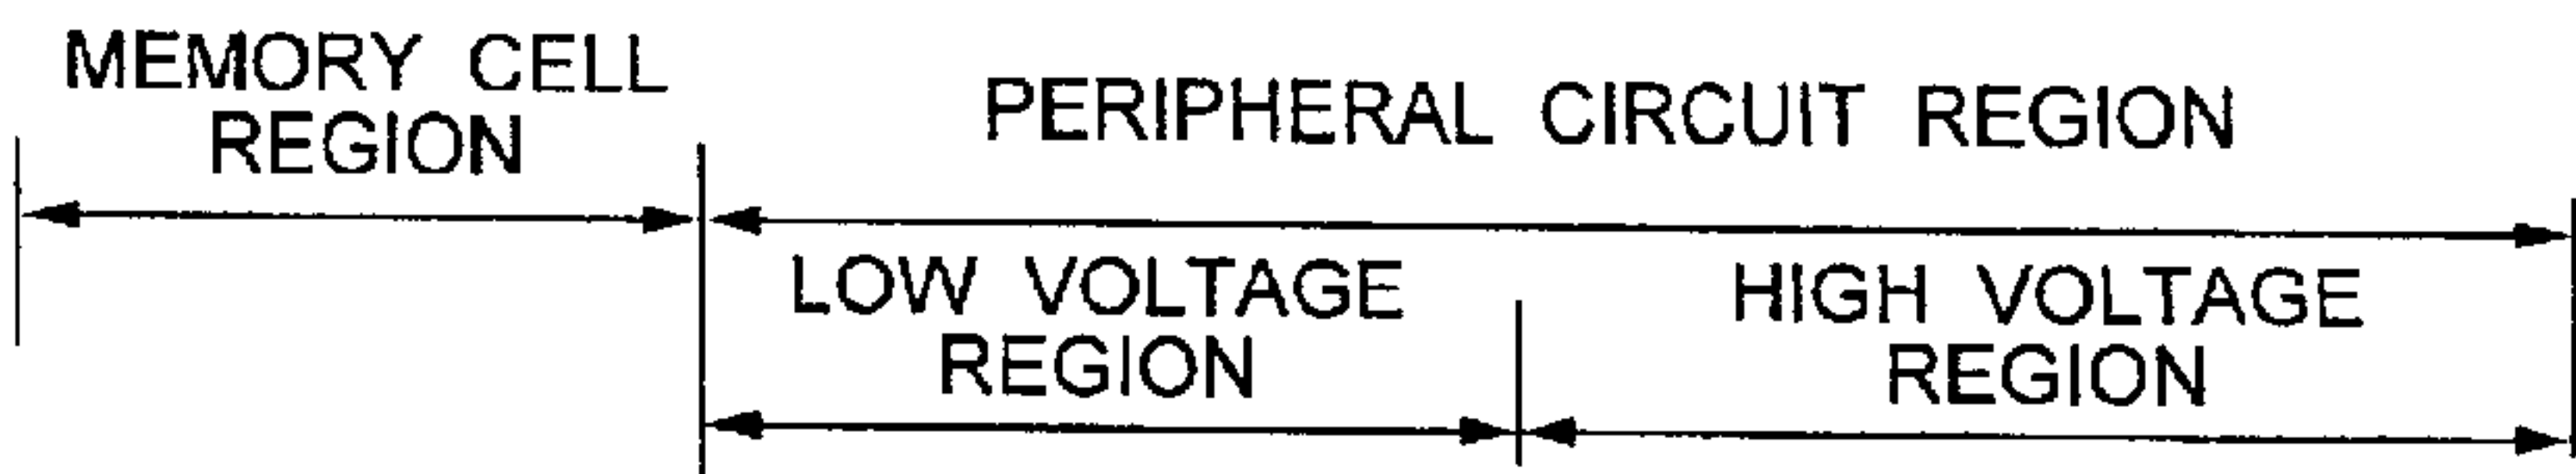 MEMORY CELL
REGION
PERIPHERAL CIRCUIT REGION
LOW VOLTAGE
REGION
HIGH VOLTAGE
REGION